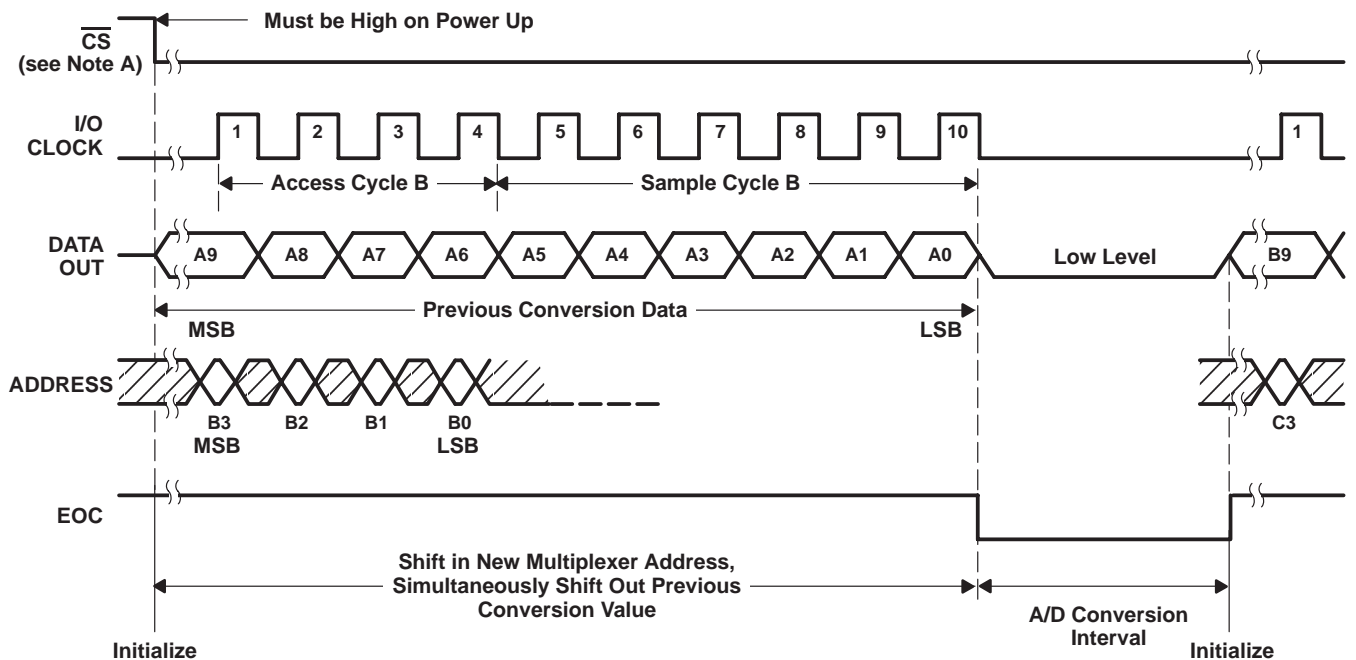 Must be High on Power Up
CS
(see Note A)
I/O
CLOCK
1 2 3 4 5 6 7 8 9 10 1
Access Cycle B Sample Cycle B
DATA
OUT
A9 A8 A7 A6 A5 A4 A3 A2 A1 A0 Low Level B9
Previous Conversion Data
MSB LSB
ADDRESS
B3 B2 B1 B0 C3
MSB LSB
EOC
Shift in New Multiplexer Address,
Simultaneously Shift Out Previous
Conversion Value
A/D Conversion
Interval
Initialize Initialize